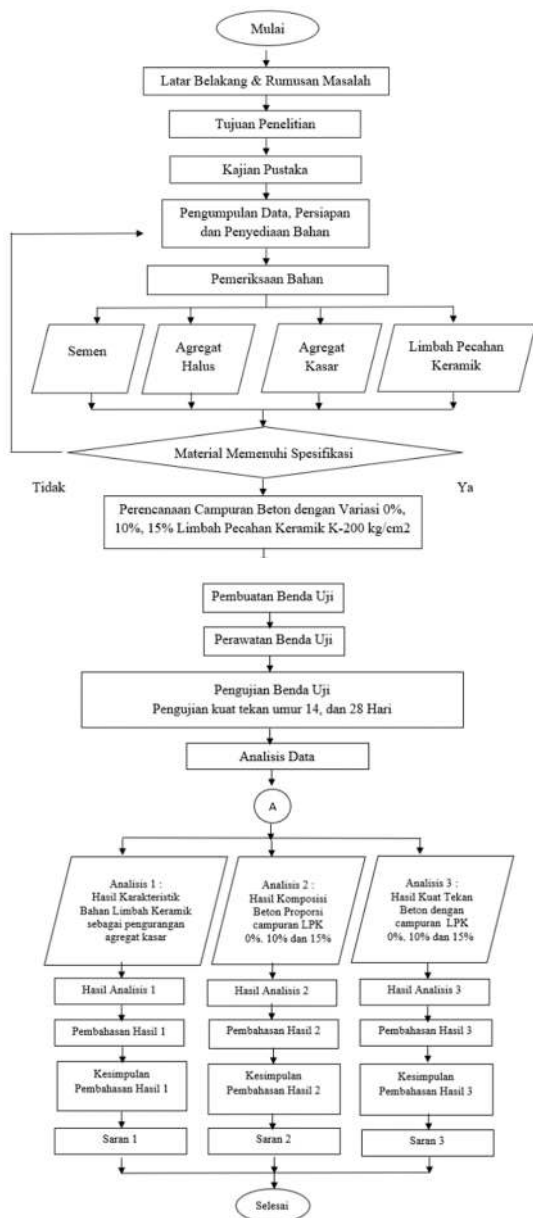 Mulai
Latar Belakang & Rumusan Masalah
Tujuan Penelitian
Kajian Pustaka
Pengumpulan Data, Persiapan
dan Penyediaan Bahan
Pemeriksaan Bahan
Semen
Agregat
Halus
Agregat
Kasar
Limbah Pecahan
Keramik
Material Memenuhi Spesifikasi
Tidak
Ya
Perencanaan Campuran Beton dengan Variasi 0%,
10%, 15% Limbah Pecahan Keramik K-200 kg/cm2
Pembuatan Benda Uji
Perawatan Benda Uji
Pengujian Benda Uji
Pengujian kuat tekan umur 14, dan 28 Hari
Analisis Data
A
Analisis 1 :
Hasil Karakteristik
Bahan Limbah Keramik
sebagai pengurangan
agregat kasar
Analisis 2 :
Hasil Komposisi
Beton Proporsi
campuran LPK
0%. 10% dan 15%
Analisis 3 :
Hasil Kuat Tekan
Beton dengan
campuran LPK
0%. 10% dan 15%
Hasil Analisis 1
Hasil Analisis 2
Hasil Analisis 3
Pembahasan Hasil 1
Pembahasan Hasil 2
Pembahasan Hasil 3
Kesimpulan
Pembahasan Hasil 1
Kesimpulan
Pembahasan Hasil 2
Kesimpulan
Pembahasan Hasil 3
Saran 1
Saran 2
Saran 3
Selesai